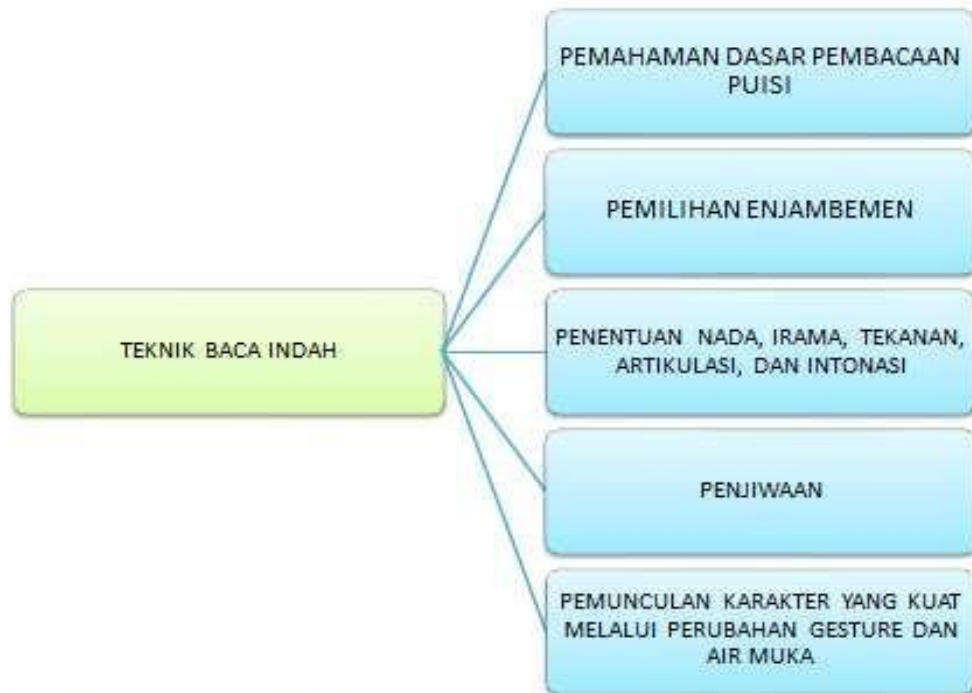 PEMAHAMAN DASAR PEMBACAAN
PUISI
PEMILIHAN ENJAMBEMEN
TEKNIK BACA INDAH
PENENTUAN NADA, IRAMA, TEKANAN,
ARTIKULASI, DAN INTONASI
PENJIWAAN
PEMUNCULAN KARAKTER YANG KUAT
MELALUI PERUBAHAN GESTURE DAN
AIR MUKA